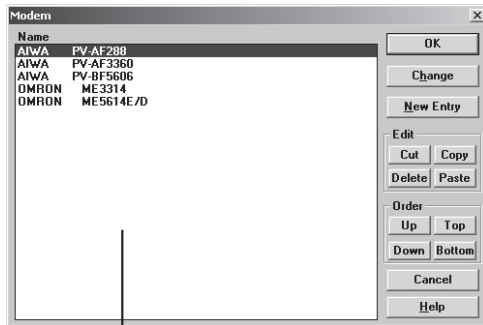 Modem
Name
AIWA PV-AF288
AIWA PV-AF3360
AIWA PV-BF5606
OMRON ME3314
OMRON ME5614E/D
OK
Change
New Entry
Edit
Cut Copy
Delete Paste
Order
Up Top
Down Bottom
Cancel
Help